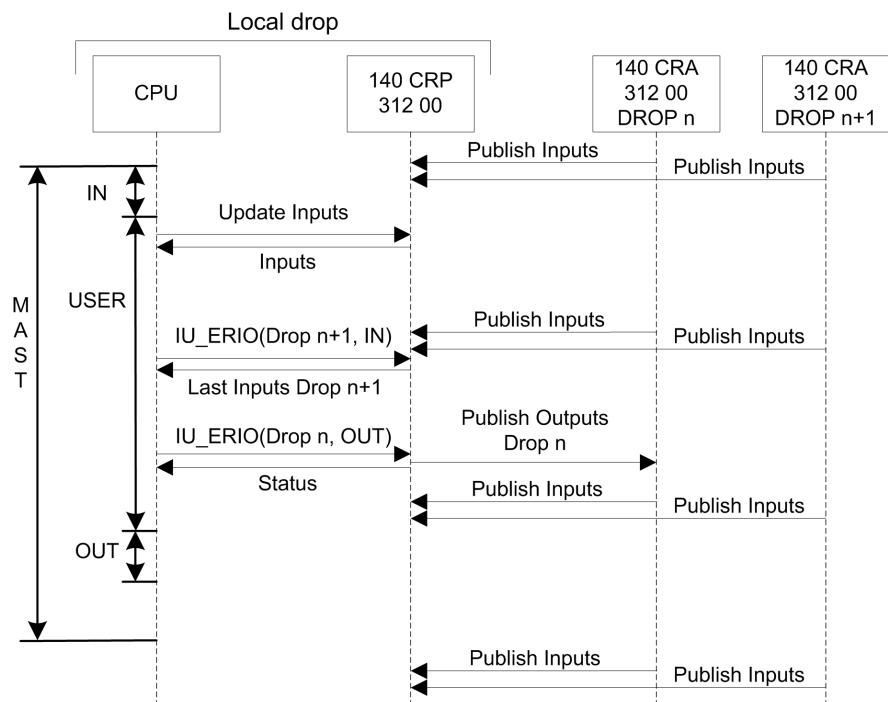 Local drop
CPU
140 CRP
312 00
140 CRA
312 00
DROP n
140 CRA
312 00
DROP n+1
Publish Inputs
Publish Inputs
IN
Update Inputs
Inputs
USER
M
A
S
T
Publish Inputs
IU_ERIO(Drop n+1, IN)
Publish Inputs
Last Inputs Drop n+1
Publish Outputs
Drop n
IU_ERIO(Drop n, OUT)
Status
Publish Inputs
Publish Inputs
OUT
Publish Inputs
Publish Inputs